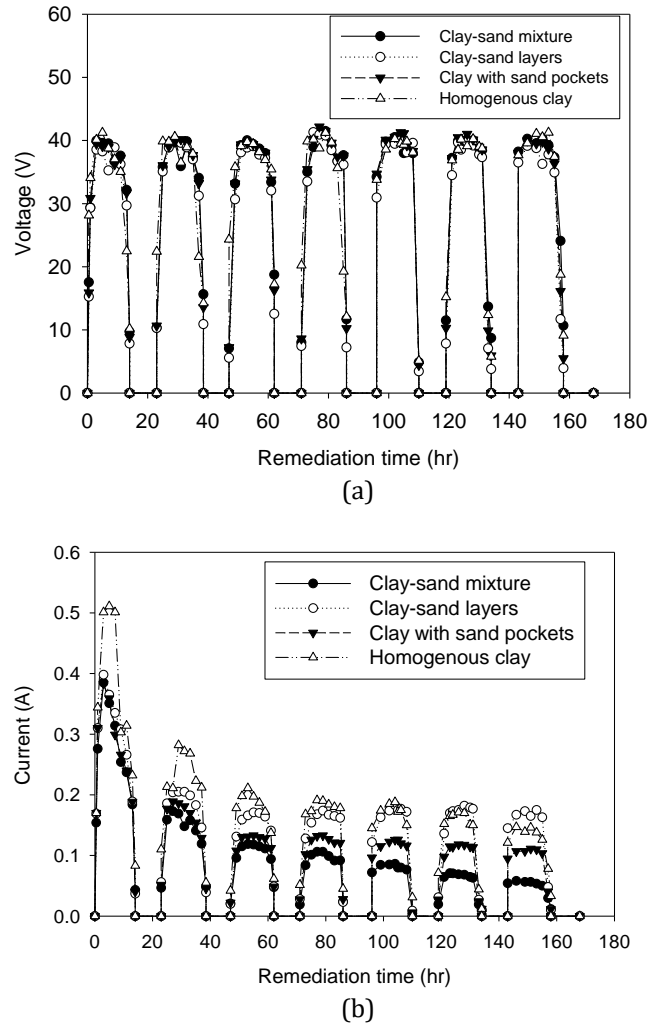 60
50
40
30
20
10
0
Voltage (V)
Clay-sand mixture
Clay-sand layers
Clay with sand pockets
Homogenous clay
0 20 40 60 80 100 120 140 160 180
Remediation time (hr)
(a)
0.6
0.5
0.4
0.3
0.2
0.1
0.0
Current (A)
Clay-sand mixture
Clay-sand layers
Clay with sand pockets
Homogenous clay
0 20 40 60 80 100 120 140 160 180
Remediation time (hr)
(b)